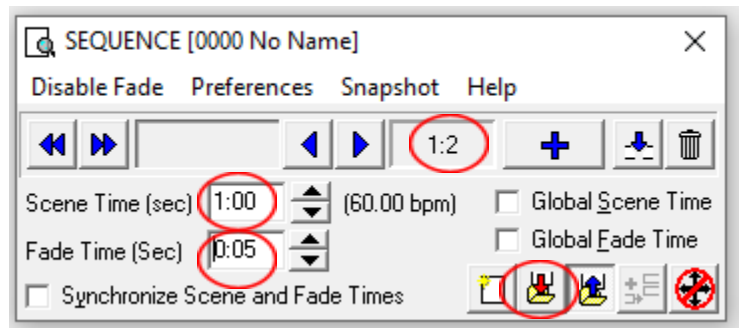 SEQUENCE [0000 No Name]
Disable Fade Preferences Snapshot Help
1:2
Scene Time (sec) 1:00 (60.00 bpm) Global Scene Time
Fade Time (Sec) 0:05 Global Fade Time
Synchronize Scene and Fade Times